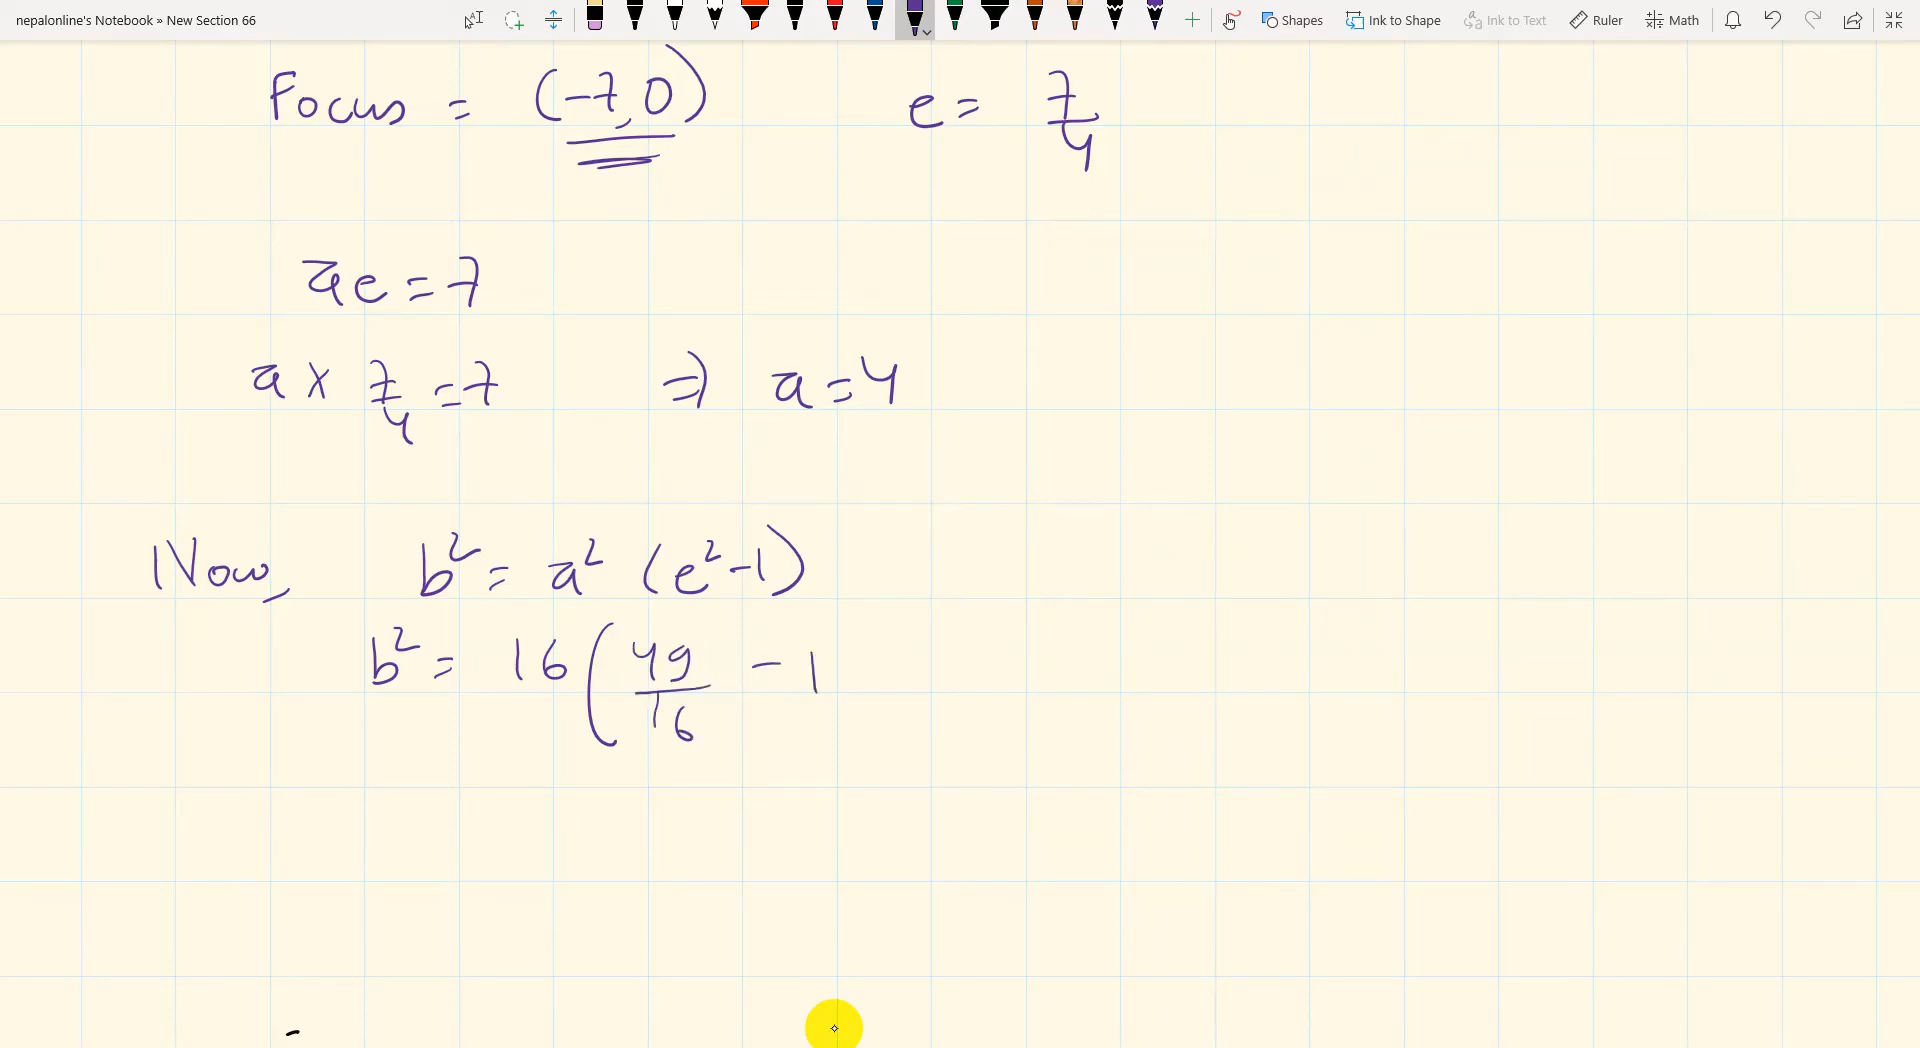 nepalonline's Notebook » New Section 66
Shapes Ink to Shape Ink to Text Ruler Math
Focus = (-7,0) e = 7/4
ae = 7
a x 7/4 = 7 ⇒ a = 4
Now, b² = a² (e² - 1)
b² = 16 ( 49/16 - 1